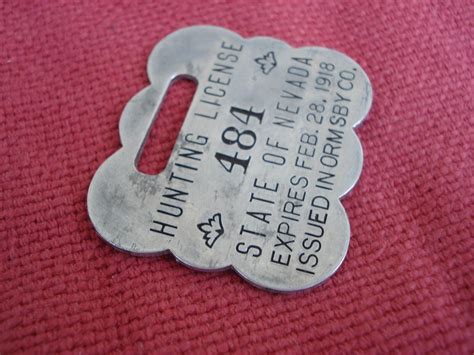 HUNTING LICENSE
484
STATE OF NEVADA
EXPIRES FEB. 28, 1918
ISSUED IN ORMSBY CO.